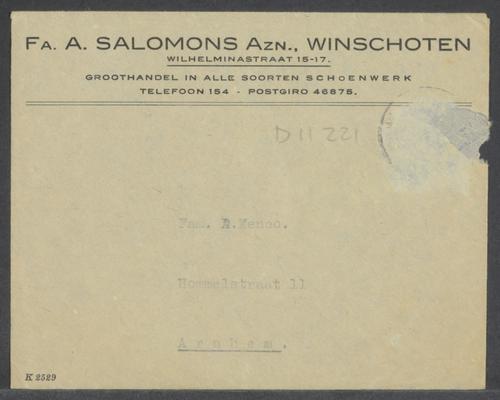 FA. A. SALOMONS AZN., WINSCHOTEN
WILHELMINASTRAAT 15-17.
GROOTHANDEL IN ALLE SOORTEN SCHOENWERK
TELEFOON 154 - POSTGIRO 46875.
D 11 221
Fam. A.Menco.
Hommelstraat 11
Arnhem.
K 2529